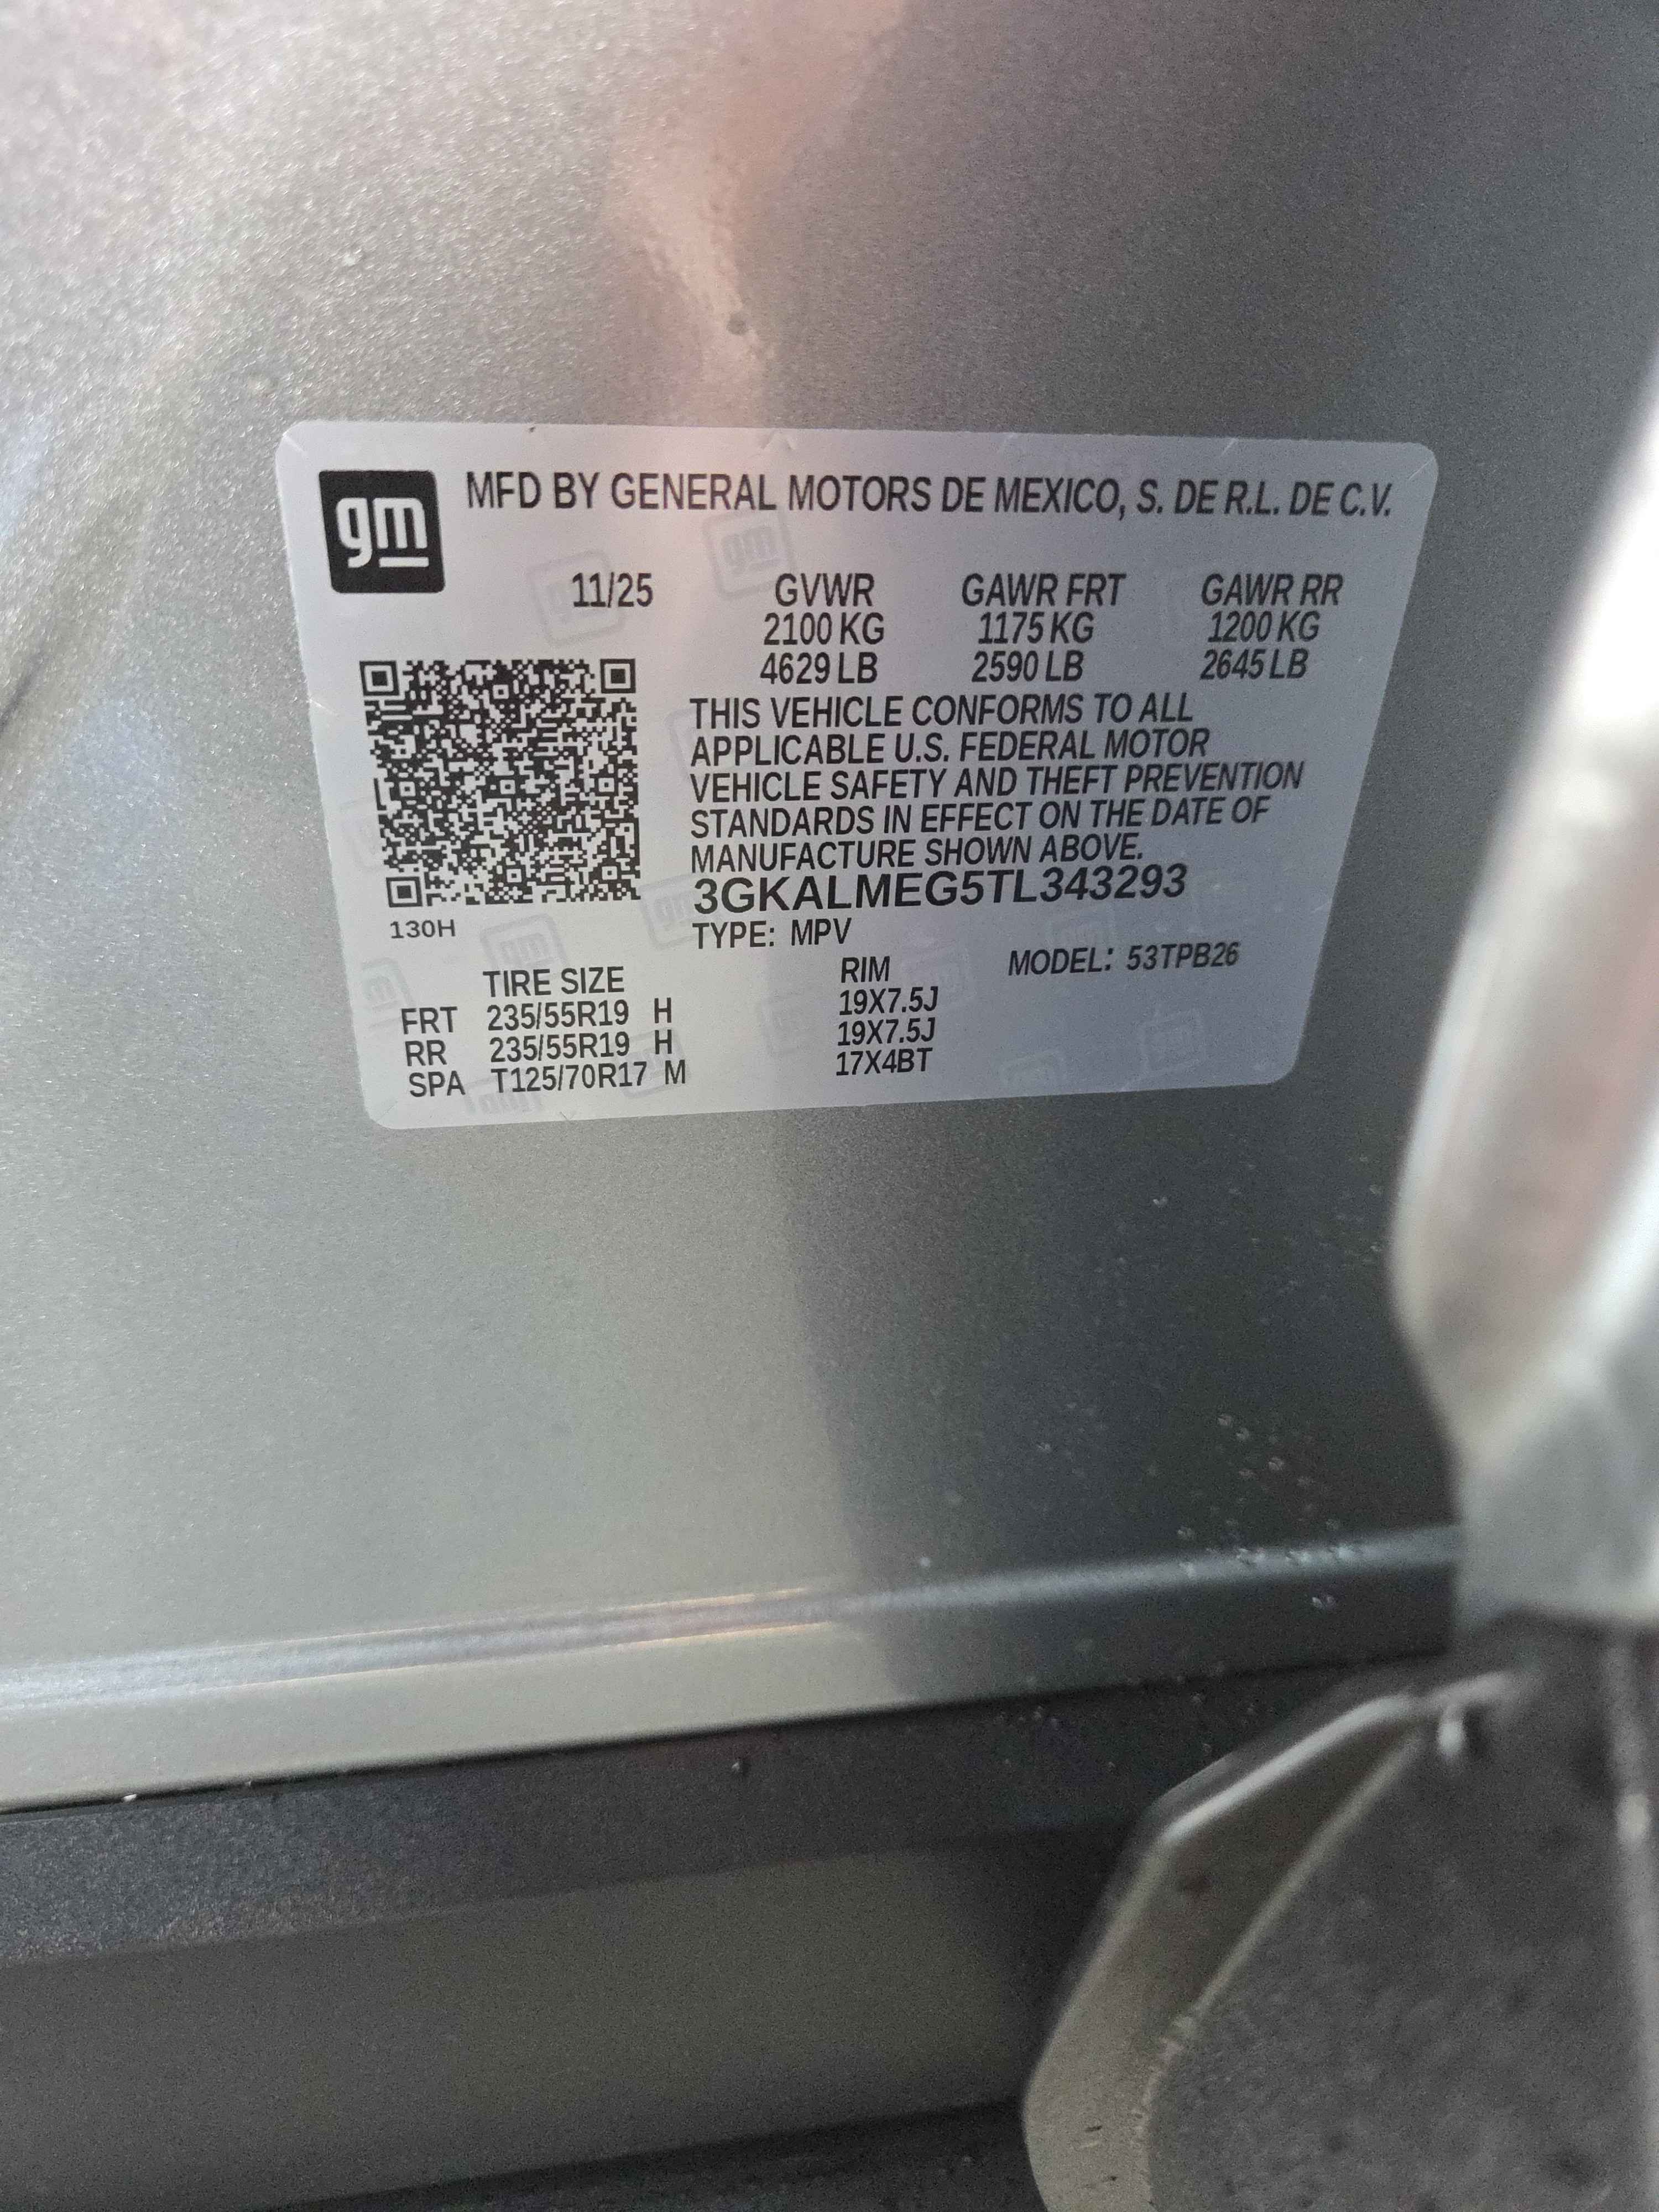 gm
MFD BY GENERAL MOTORS DE MEXICO, S. DE R.L. DE C.V.
11/25 GVWR GAWR FRT GAWR RR
2100 KG 1175 KG 1200 KG
4629 LB 2590 LB 2645 LB
THIS VEHICLE CONFORMS TO ALL
APPLICABLE U.S. FEDERAL MOTOR
VEHICLE SAFETY AND THEFT PREVENTION
STANDARDS IN EFFECT ON THE DATE OF
MANUFACTURE SHOWN ABOVE.
3GKALMEG5TL343293
130H
TYPE: MPV
MODEL: 53TPB26
TIRE SIZE RIM
FRT 235/55R19 H 19X7.5J
RR 235/55R19 H 19X7.5J
SPA T125/70R17 M 17X4BT